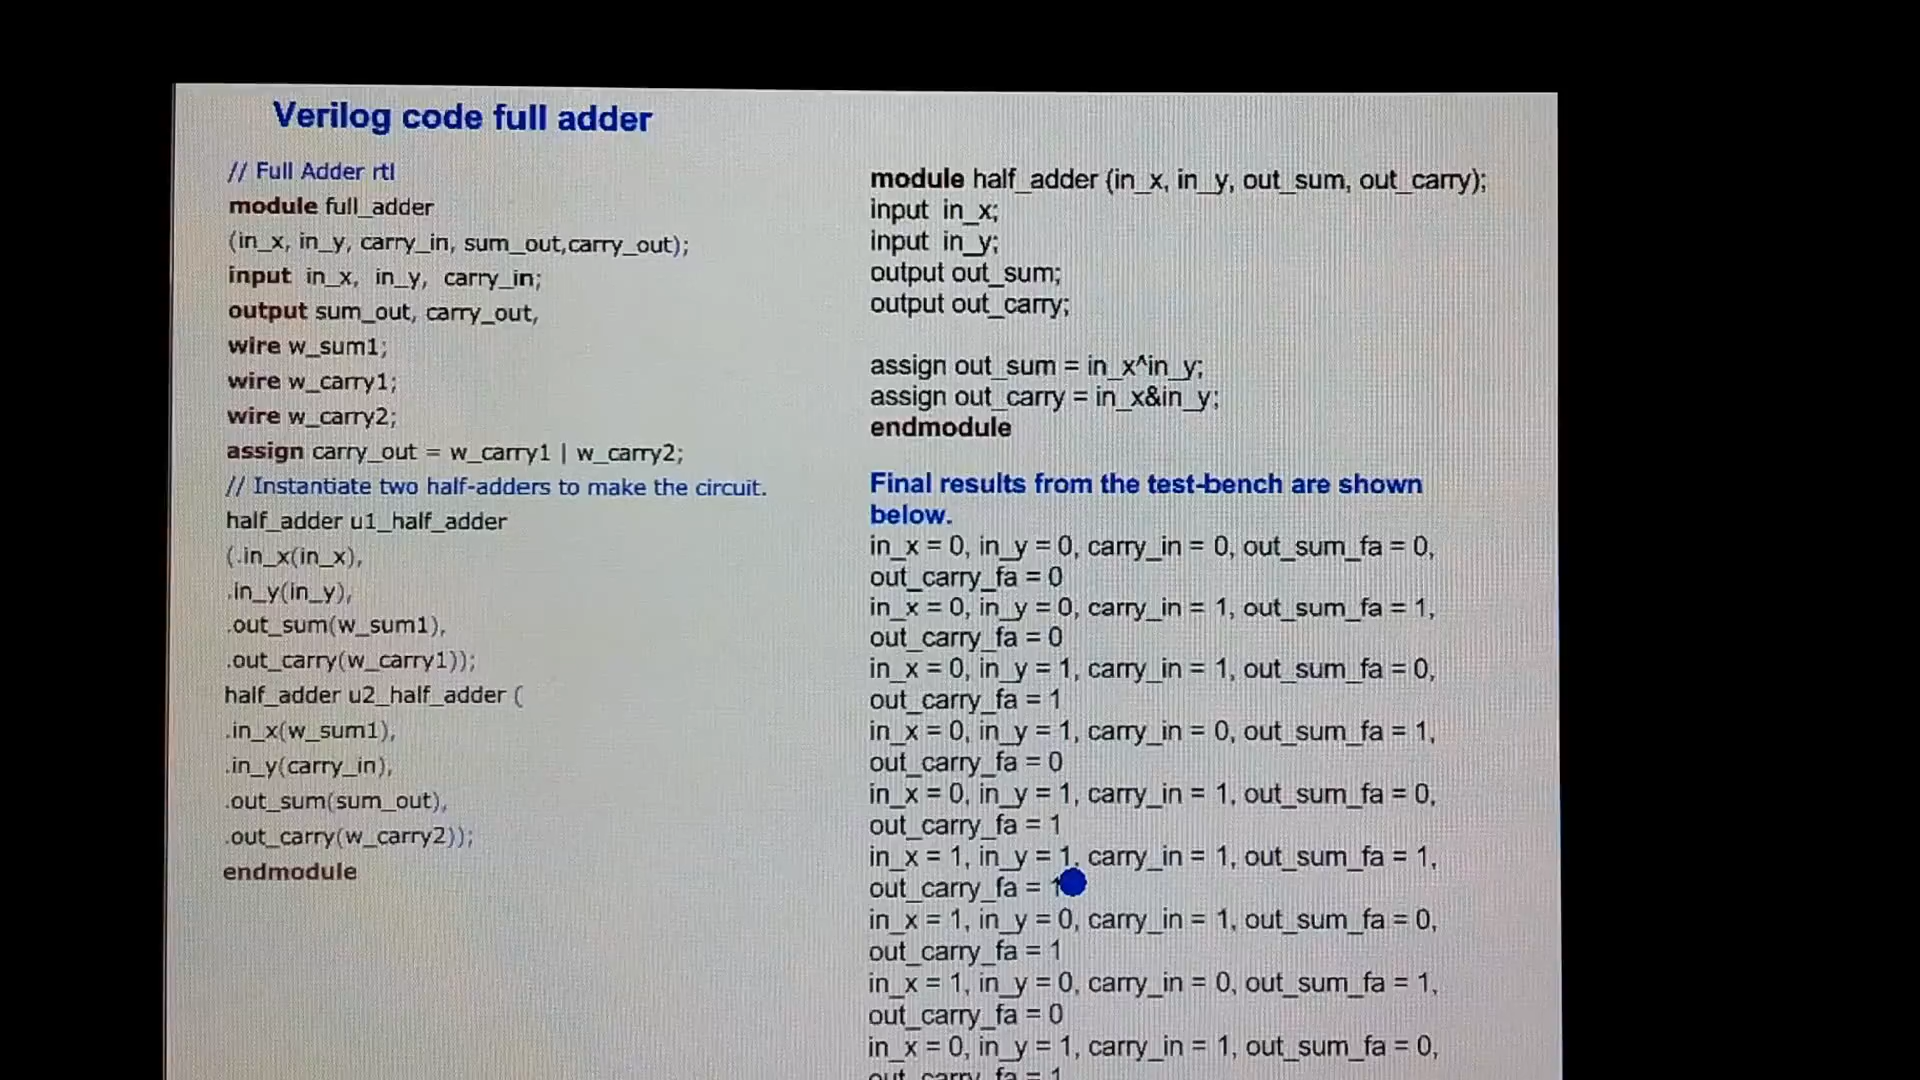 Verilog code full adder
// Full Adder rtl
module full_adder
(in_x, in_y, carry_in, sum_out,carry_out);
input in_x, in_y, carry_in;
output sum_out, carry_out,
wire w_sum1;
wire w_carry1;
wire w_carry2;
assign carry_out = w_carry1 | w_carry2;
// Instantiate two half-adders to make the circuit.
half_adder u1_half_adder
(.in_x(in_x),
.in_y(in_y),
.out_sum(w_sum1),
.out_carry(w_carry1));
half_adder u2_half_adder (
.in_x(w_sum1),
.in_y(carry_in),
.out_sum(sum_out),
.out_carry(w_carry2));
endmodule
module half_adder (in_x, in_y, out_sum, out_carry);
input in_x;
input in_y;
output out_sum;
output out_carry;
assign out_sum = in_x^in_y;
assign out_carry = in_x&in_y;
endmodule
Final results from the test-bench are shown
below.
in_x = 0, in_y = 0, carry_in = 0, out_sum_fa = 0,
out_carry_fa = 0
in_x = 0, in_y = 0, carry_in = 1, out_sum_fa = 1,
out_carry_fa = 0
in_x = 0, in_y = 1, carry_in = 1, out_sum_fa = 0,
out_carry_fa = 1
in_x = 0, in_y = 1, carry_in = 0, out_sum_fa = 1,
out_carry_fa = 0
in_x = 0, in_y = 1, carry_in = 1, out_sum_fa = 0,
out_carry_fa = 1
in_x = 1, in_y = 1, carry_in = 1, out_sum_fa = 1,
out_carry_fa = 1
in_x = 1, in_y = 0, carry_in = 1, out_sum_fa = 0,
out_carry_fa = 1
in_x = 1, in_y = 0, carry_in = 0, out_sum_fa = 1,
out_carry_fa = 0
in_x = 0, in_y = 1, carry_in = 1, out_sum_fa = 0,
out_carry_fa = 1